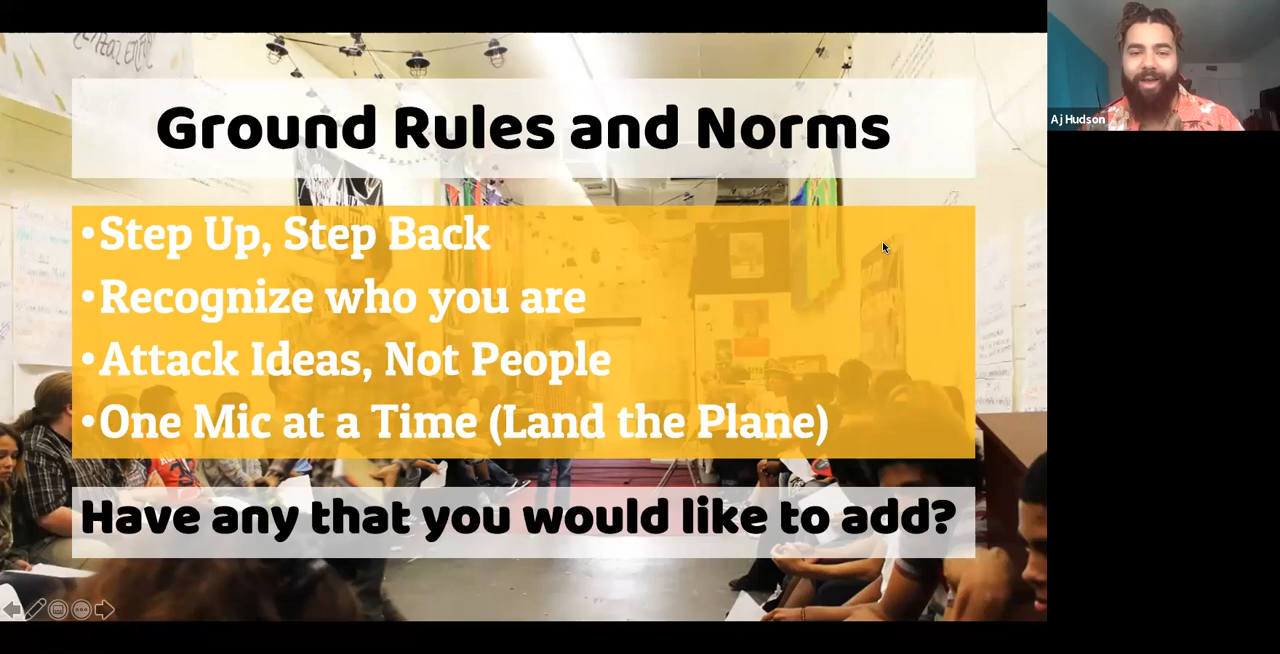 Ground Rules and Norms
•Step Up, Step Back
•Recognize who you are
•Attack Ideas, Not People
•One Mic at a Time (Land the Plane)
Have any that you would like to add?
Aj Hudson